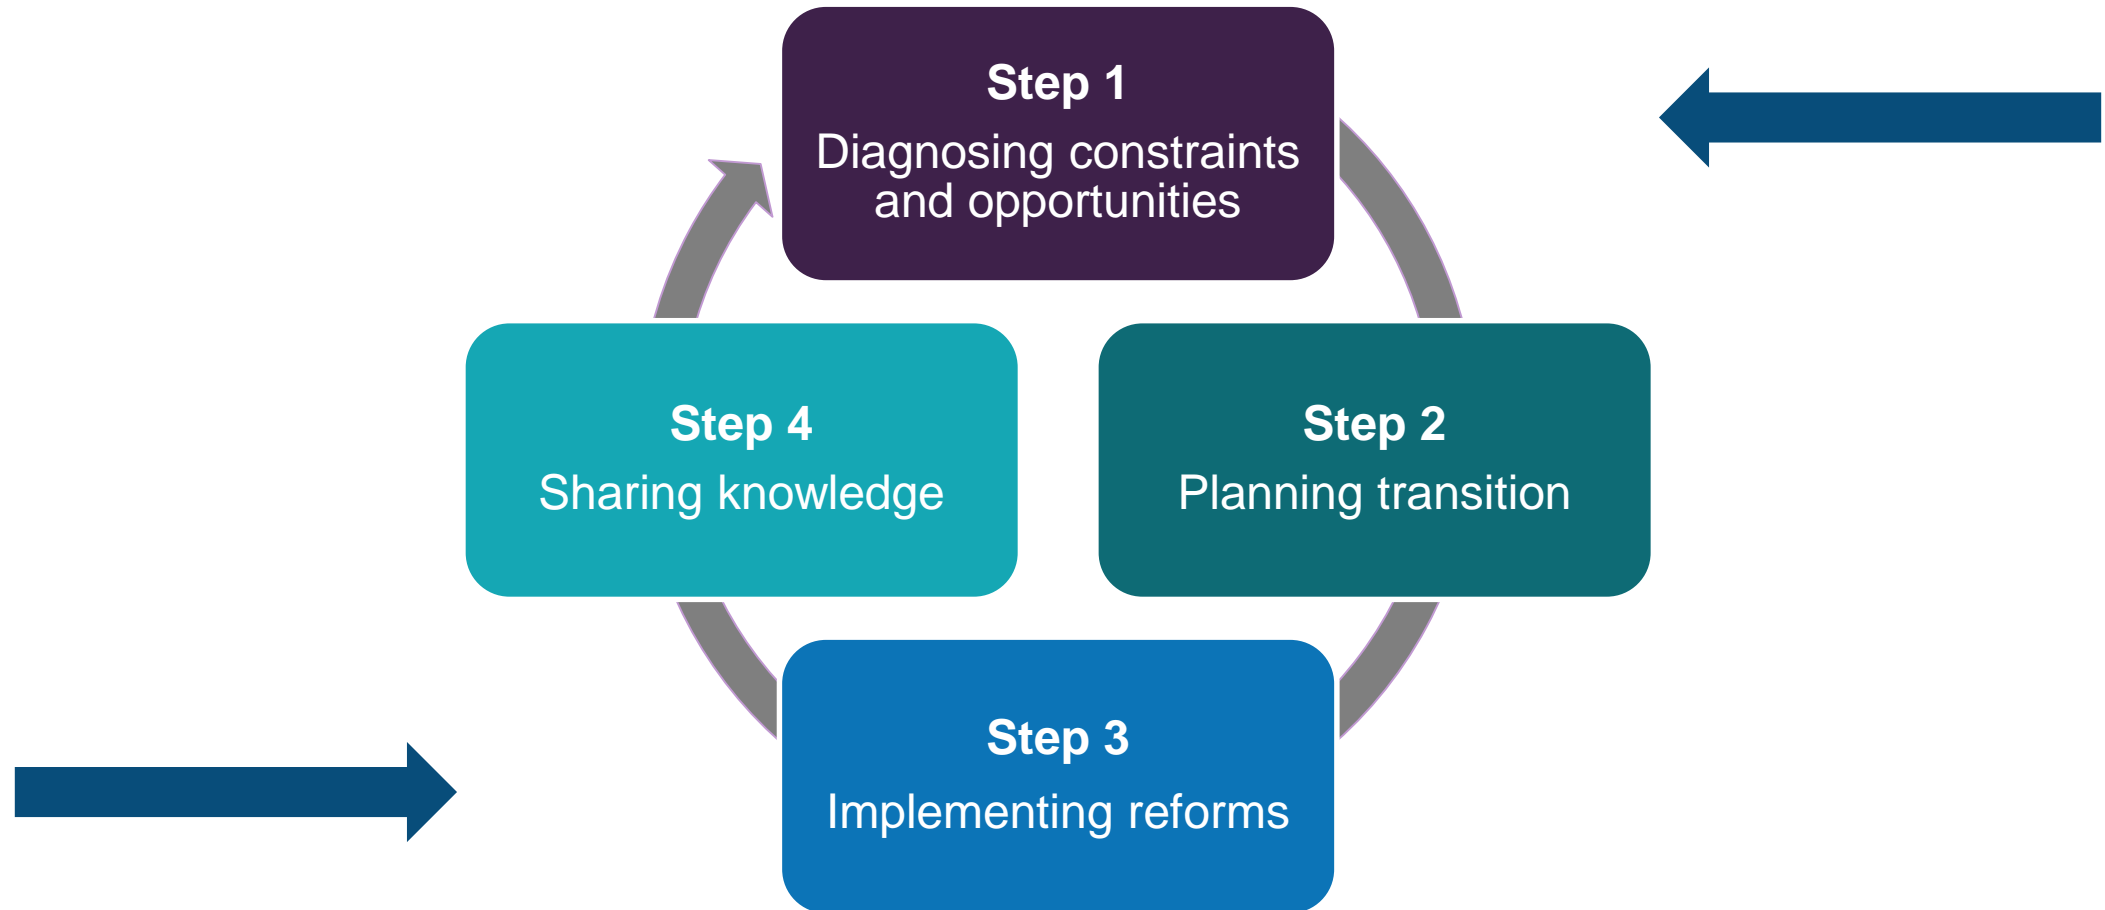 Step 1
Diagnosing constraints
and opportunities
Step 4
Sharing knowledge
Step 2
Planning transition
Step 3
Implementing reforms